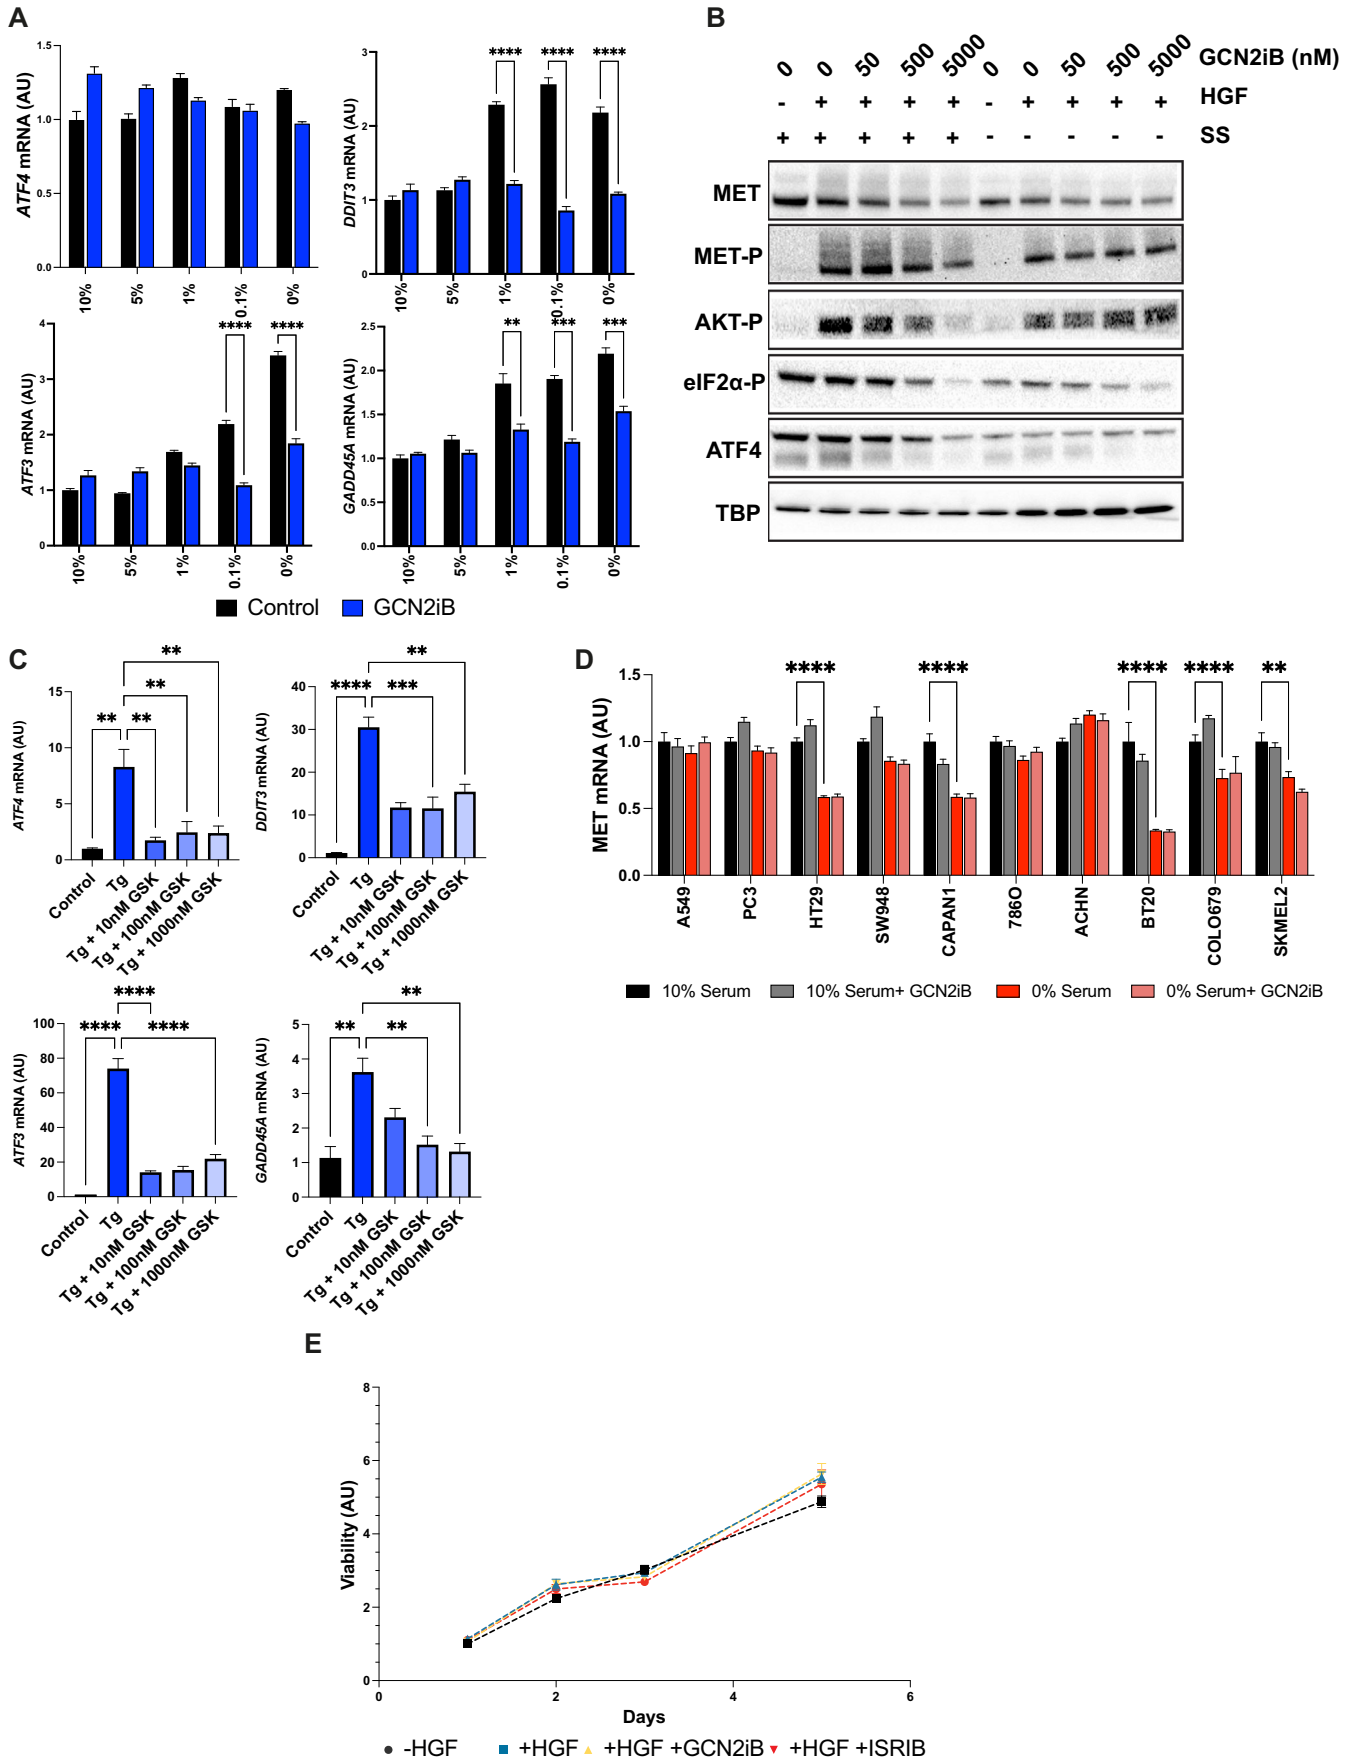 A
ATF4 mRNA (AU)
1.5
1.0
0.5
0.0
10%
5%
1%
0.1%
0%
DDIT3 mRNA (AU)
3
2
1
0
****
****
****
10%
5%
1%
0.1%
0%
ATF3 mRNA (AU)
4
3
2
1
0
****
****
10%
5%
1%
0.1%
0%
GADD45A mRNA (AU)
2.5
2.0
1.5
1.0
0.5
0.0
**
***
***
10%
5%
1%
0.1%
0%
Control
GCN2iB
B
0 0 50 500 5000 0 0 50 500 5000 GCN2iB (nM)
- + + + + - + + + + HGF
+ + + + + - - - - - SS
MET
MET-P
AKT-P
eIF2α-P
ATF4
TBP
C
ATF4 mRNA (AU)
15
10
5
0
**
**
** **
Control
Tg
Tg + 10nM GSK
Tg + 100nM GSK
Tg + 1000nM GSK
DDIT3 mRNA (AU)
40
30
20
10
0
**
**** ***
Control
Tg
Tg + 10nM GSK
Tg + 100nM GSK
Tg + 1000nM GSK
ATF3 mRNA (AU)
100
80
60
40
20
0
****
**** ****
Control
Tg
Tg + 10nM GSK
Tg + 100nM GSK
Tg + 1000nM GSK
GADD45A mRNA (AU)
5
4
3
2
1
0
**
** **
Control
Tg
Tg + 10nM GSK
Tg + 100nM GSK
Tg + 1000nM GSK
D
MET mRNA (AU)
1.5
1.0
0.5
0.0
**** **** **** **** **
A549
PC3
HT29
SW948
CAPAN1
786O
ACHN
BT20
COLO679
SKMEL2
10% Serum 10% Serum+ GCN2iB 0% Serum 0% Serum+ GCN2iB
E
Viability (AU)
8
6
4
2
0
0 2 4 6
Days
-HGF +HGF +HGF +GCN2iB +HGF +ISRIB